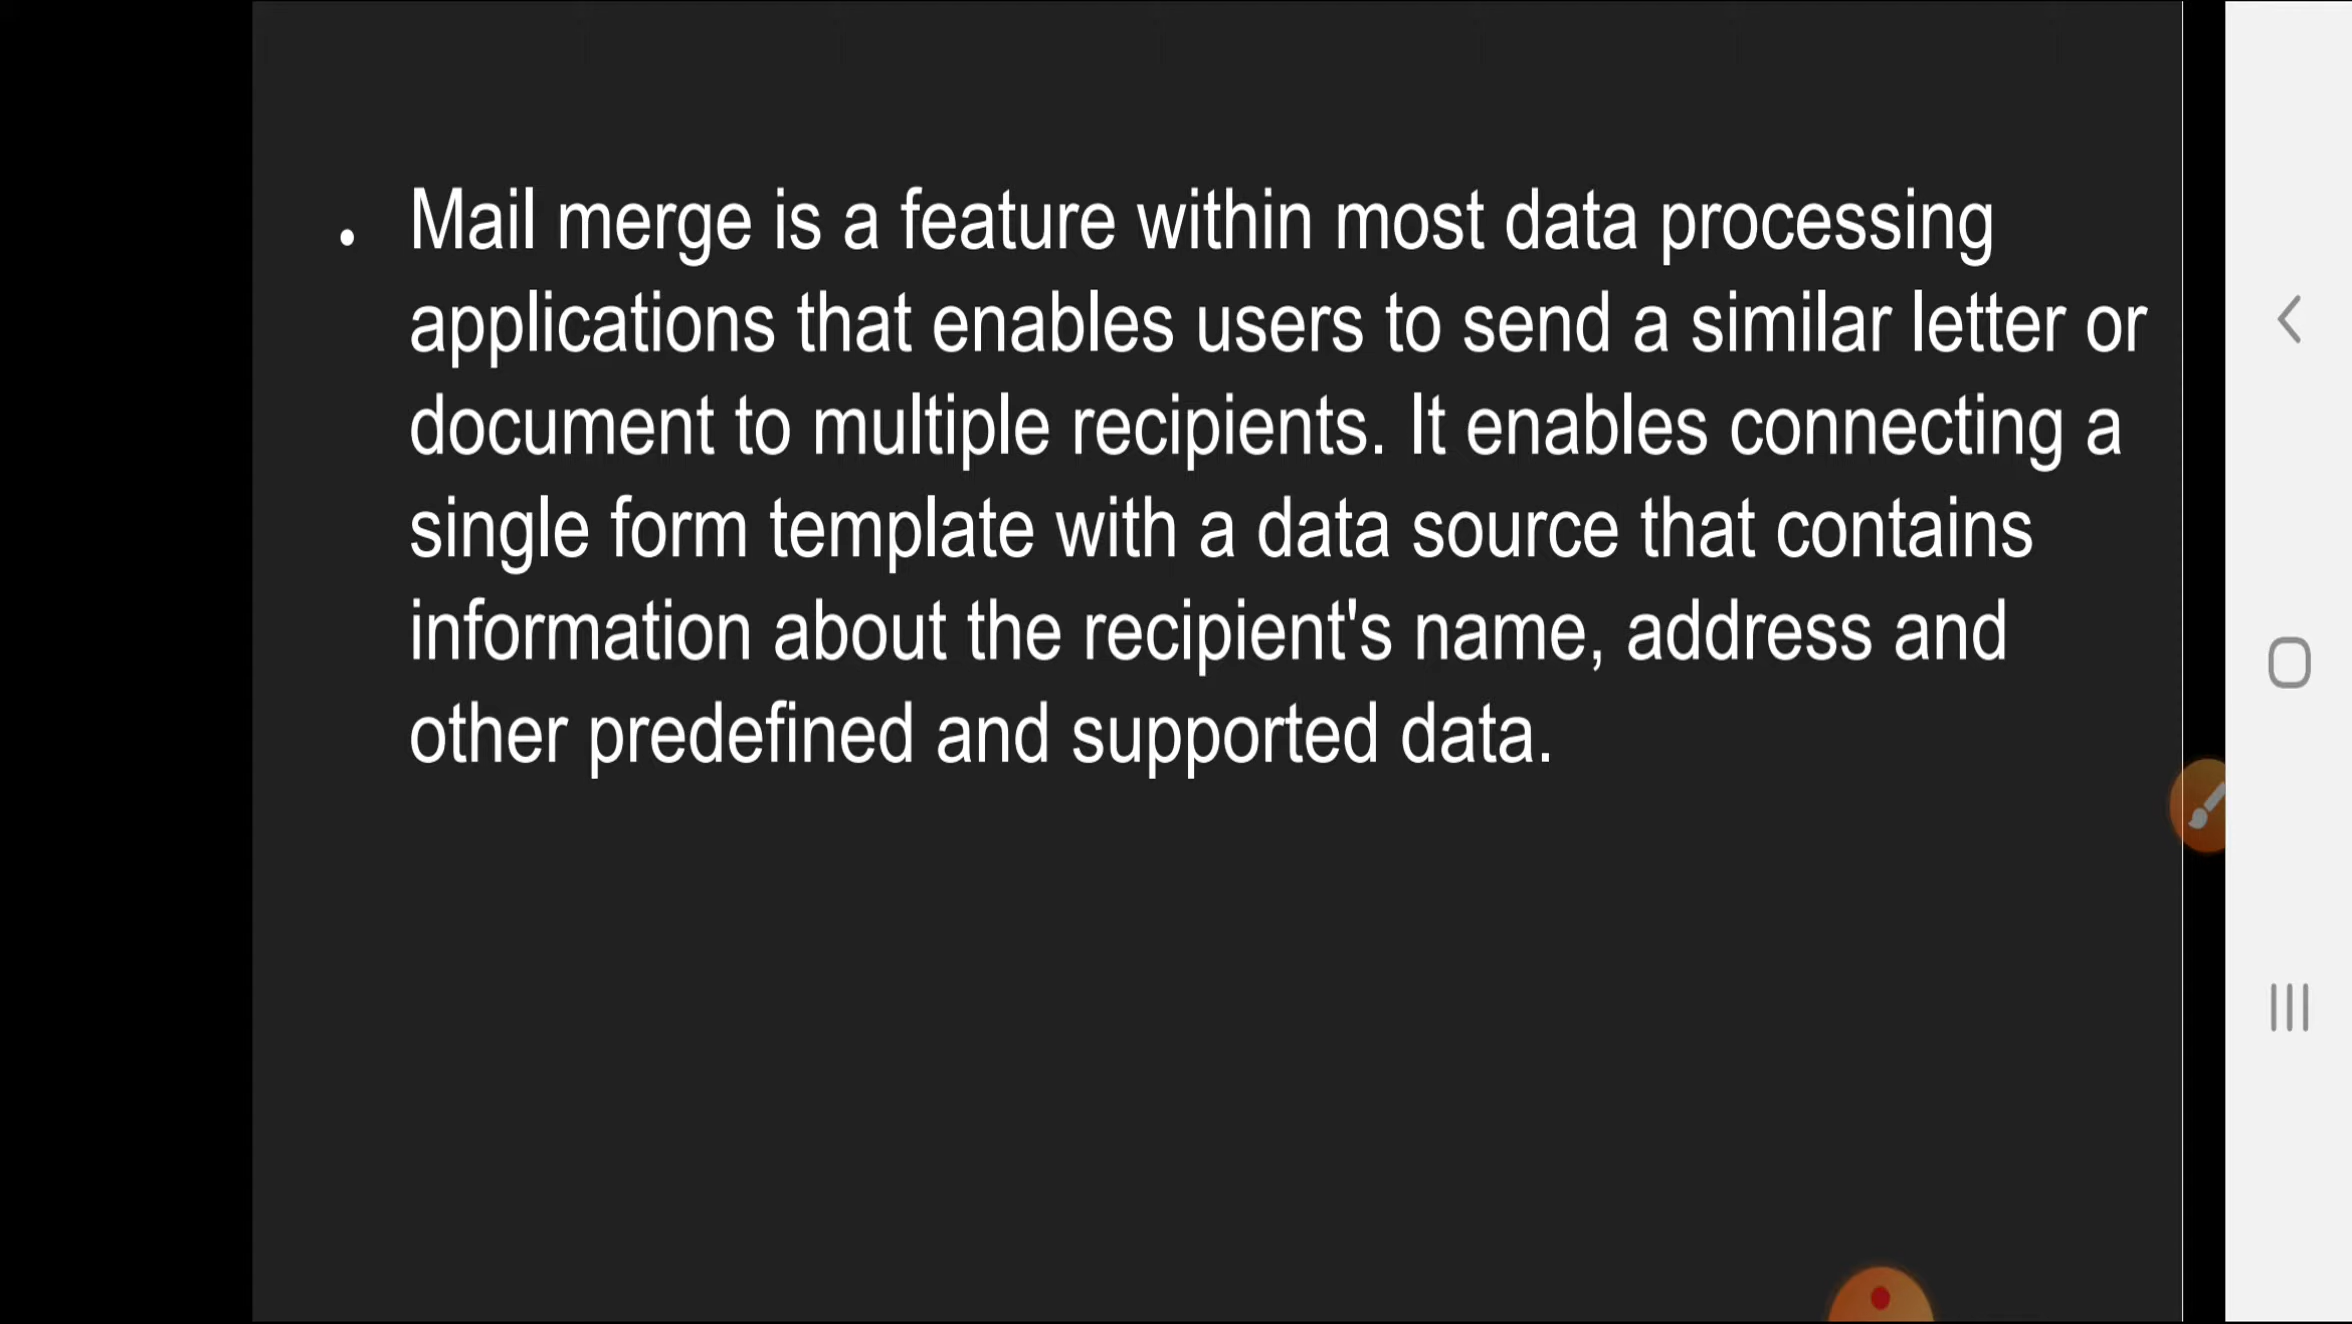 • Mail merge is a feature within most data processing
applications that enables users to send a similar letter or
document to multiple recipients. It enables connecting a
single form template with a data source that contains
information about the recipient's name, address and
other predefined and supported data.